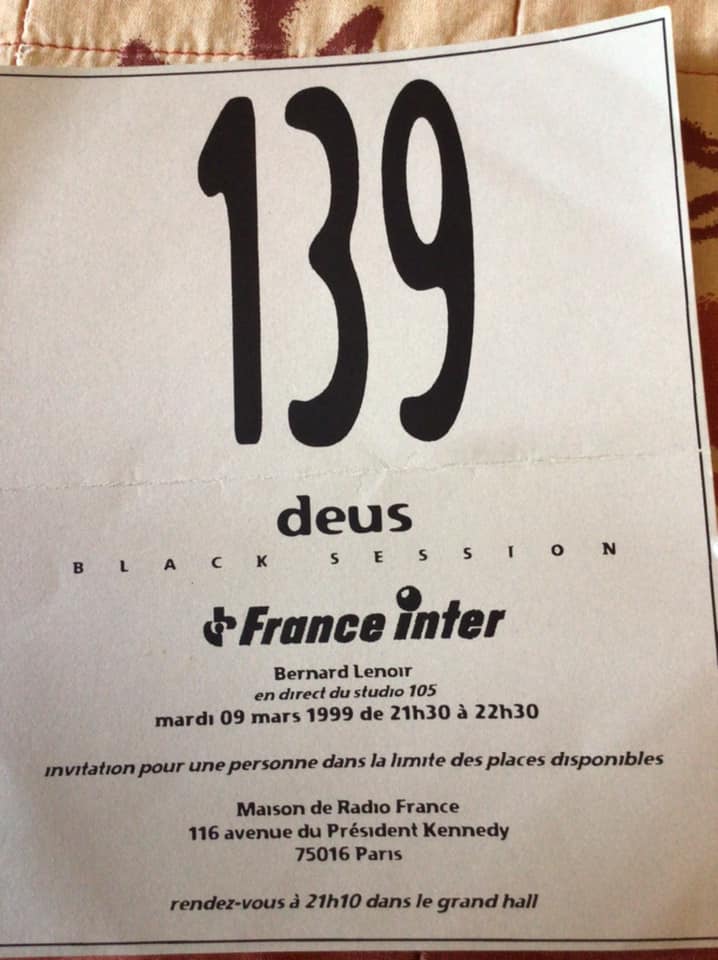 139
deus
BLACK SESSION
France inter
Bernard Lenoir
en direct du studio 105
mardi 09 mars 1999 de 21h30 à 22h30
invitation pour une personne dans la limite des places disponibles
Maison de Radio France
116 avenue du Président Kennedy
75016 Paris
rendez-vous à 21h10 dans le grand hall